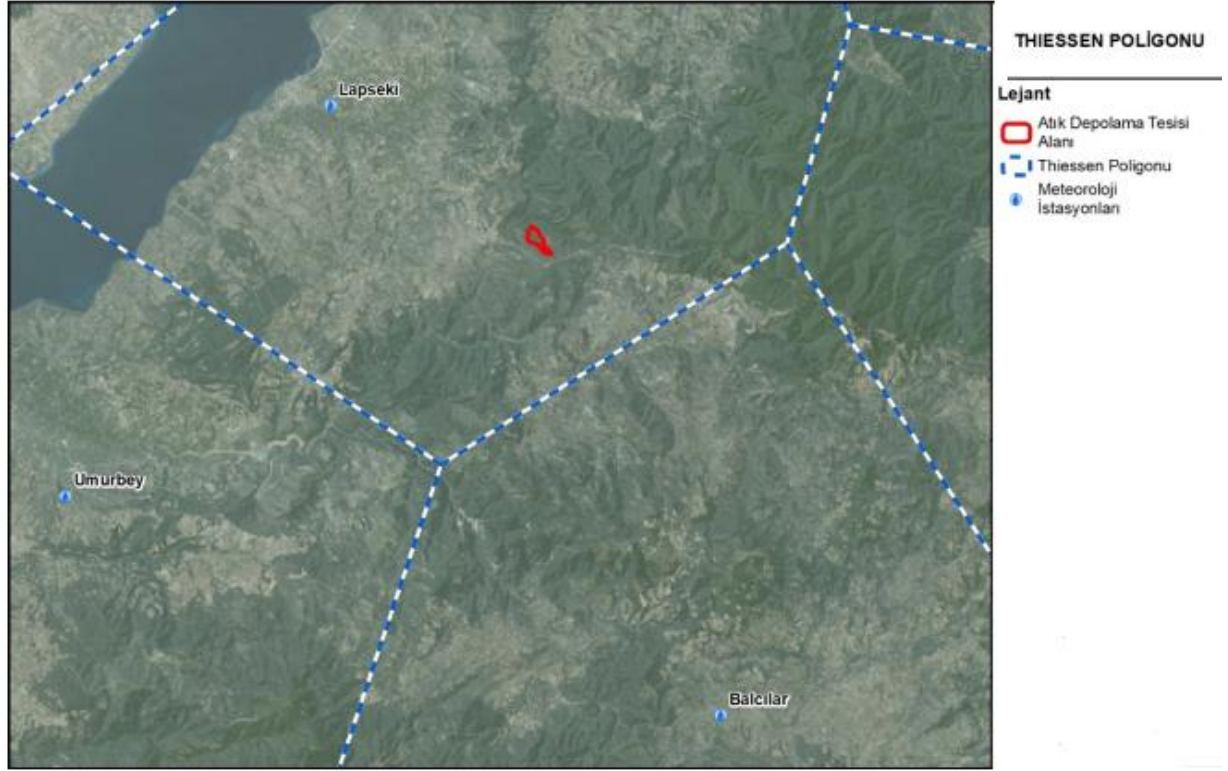 THIESSEN POLİGONU
Lejant
Atık Depolama Tesisi
Alanı
Thiessen Poligonu
Meteoroloji
İstasyonları
Lapseki
Umurbey
Balcılar